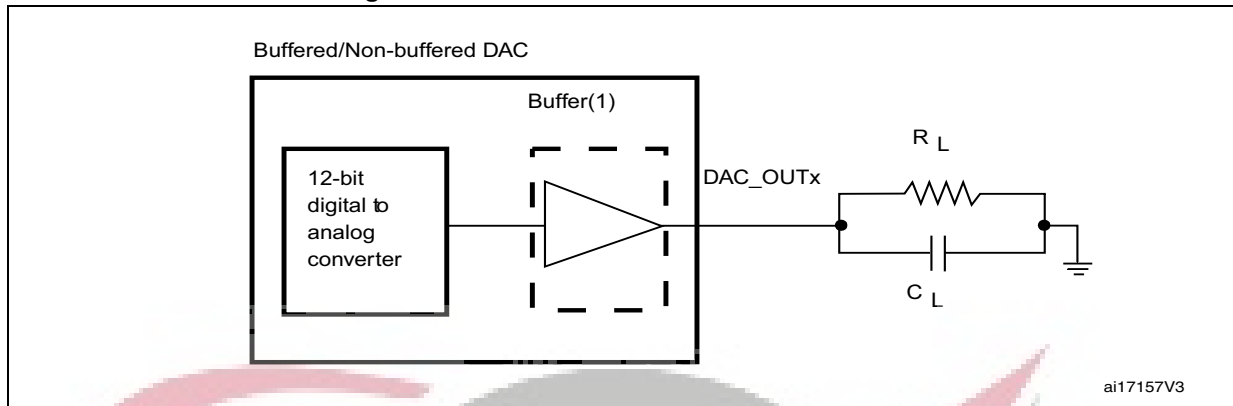 Buffered/Non-buffered DAC
Buffer(1)
12-bit
digital to
analog
converter
DAC_OUTx
R L
C L
ai17157V3